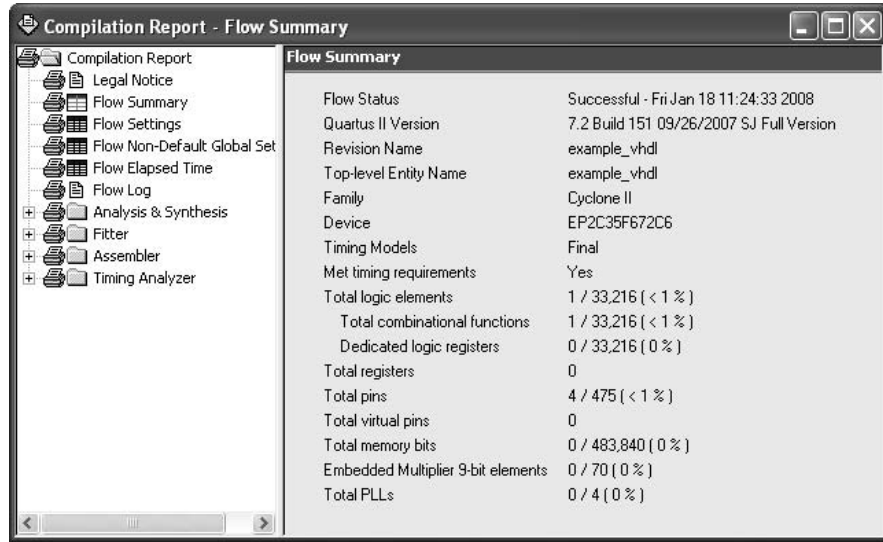 Compilation Report - Flow Summary
Compilation Report
Legal Notice
Flow Summary
Flow Settings
Flow Non-Default Global Set
Flow Elapsed Time
Flow Log
Analysis & Synthesis
Fitter
Assembler
Timing Analyzer
Flow Summary
Flow Status Successful - Fri Jan 18 11:24:33 2008
Quartus II Version 7.2 Build 151 09/26/2007 SJ Full Version
Revision Name example_vhdl
Top-level Entity Name example_vhdl
Family Cyclone II
Device EP2C35F672C6
Timing Models Final
Met timing requirements Yes
Total logic elements 1 / 33,216 ( < 1 % )
Total combinational functions 1 / 33,216 ( < 1 % )
Dedicated logic registers 0 / 33,216 ( 0 % )
Total registers 0
Total pins 4 / 475 ( < 1 % )
Total virtual pins 0
Total memory bits 0 / 483,840 ( 0 % )
Embedded Multiplier 9-bit elements 0 / 70 ( 0 % )
Total PLLs 0 / 4 ( 0 % )